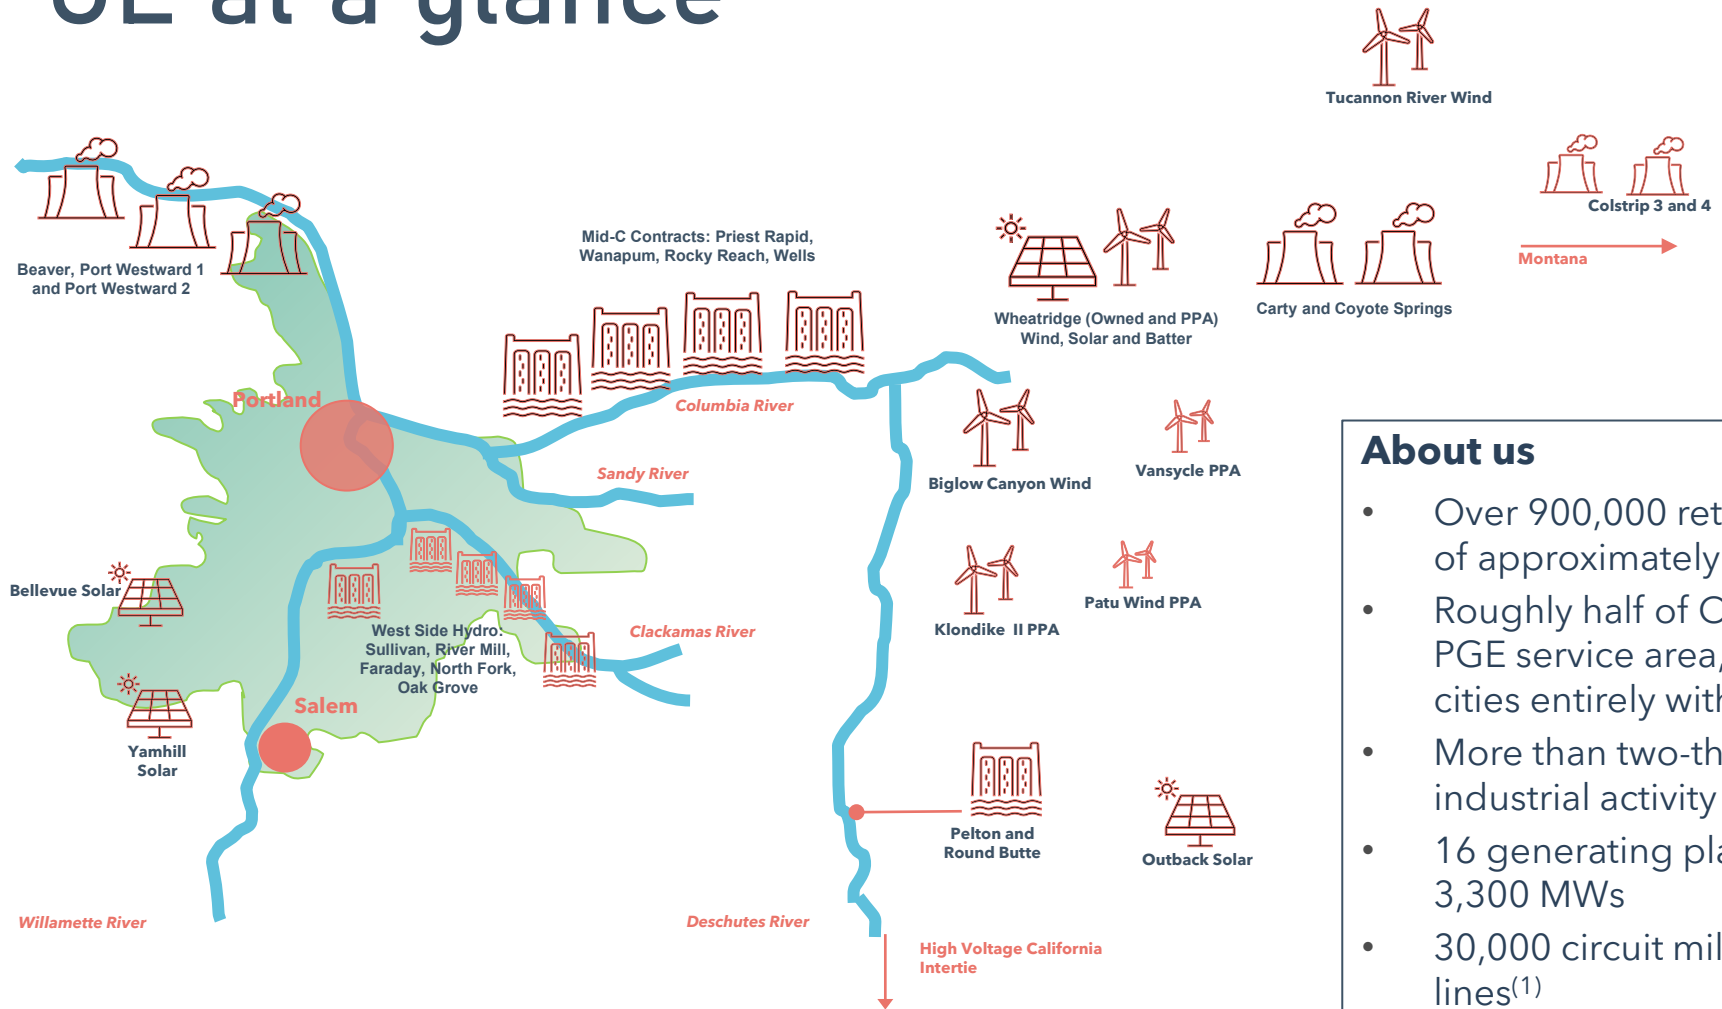 at a glance
Tucannon River Wind
Colstrip 3 and 4
Montana
Beaver, Port Westward 1
and Port Westward 2
Mid-C Contracts: Priest Rapid,
Wanapum, Rocky Reach, Wells
Wheatridge (Owned and PPA)
Wind, Solar and Batter
Carty and Coyote Springs
Portland
Columbia River
Sandy River
Biglow Canyon Wind
Vansycle PPA
Bellevue Solar
West Side Hydro:
Sullivan, River Mill,
Faraday, North Fork,
Oak Grove
Clackamas River
Klondike II PPA
Patu Wind PPA
Salem
Yamhill
Solar
Pelton and
Round Butte
Outback Solar
Willamette River
Deschutes River
High Voltage California
Intertie
About us
• Over 900,000 ret
of approximately
• Roughly half of
PGE service area,
cities entirely with
• More than two-th
industrial activity
• 16 generating pla
3,300 MWs
• 30,000 circuit mil
lines(1)